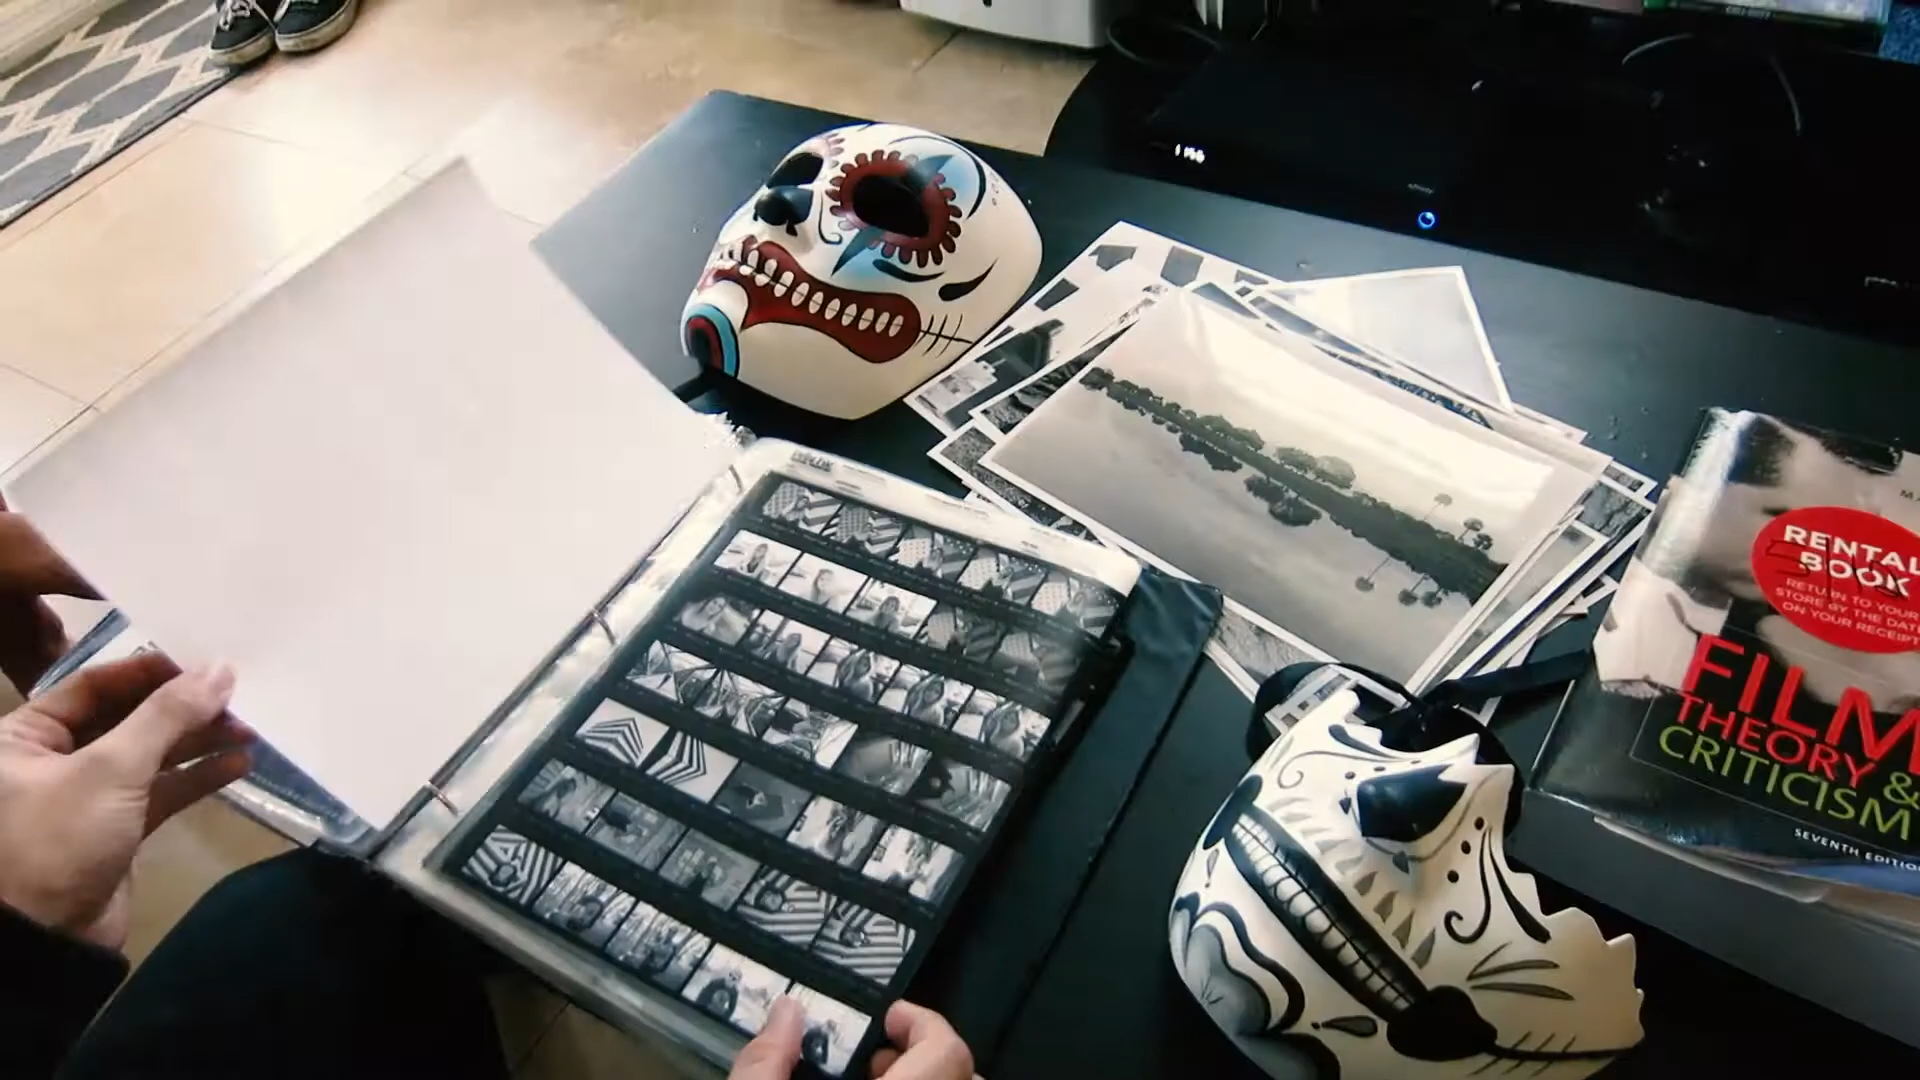 RENTAL
BOOK
RETURN TO YOUR
STORE BY THE DATE
ON YOUR RECEIPT
FILM
THEORY &
CRITICISM
SEVENTH EDITION